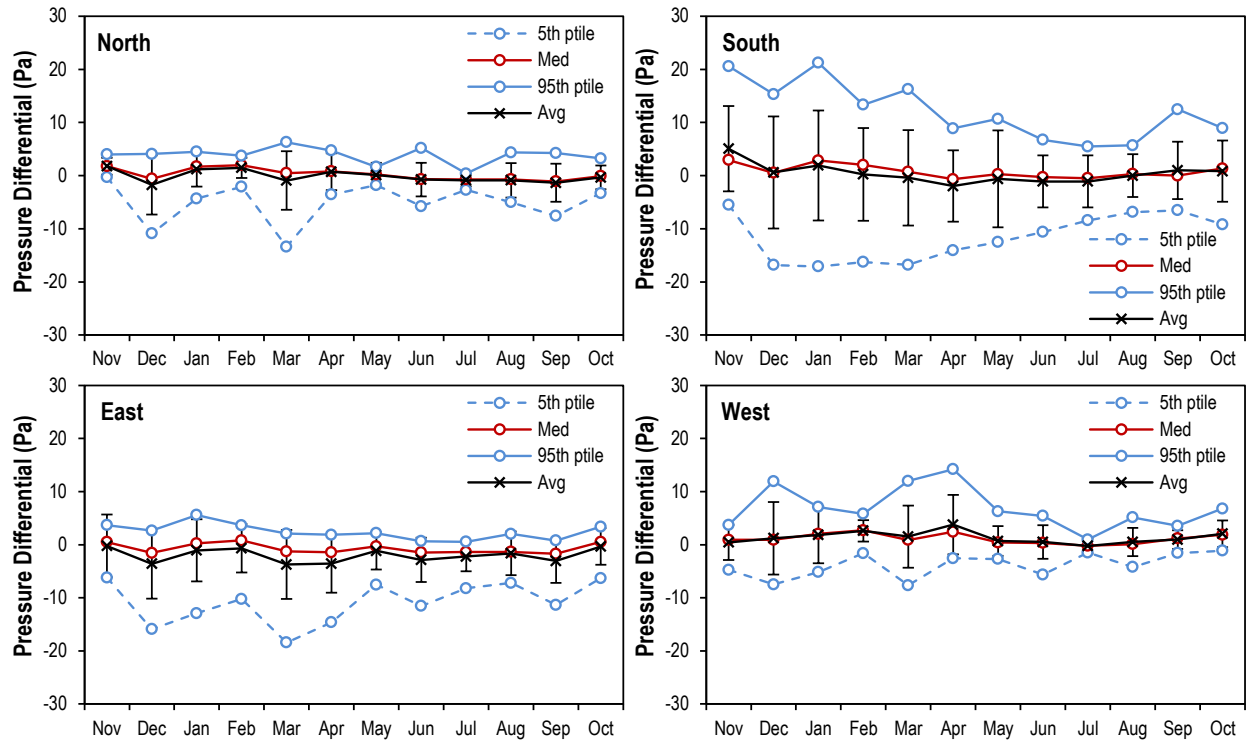 North
Pressure Differential (Pa)
30
20
10
0
-10
-20
-30
5th ptile
Med
95th ptile
Avg
Nov Dec Jan Feb Mar Apr May Jun Jul Aug Sep Oct
South
Pressure Differential (Pa)
30
20
10
0
-10
-20
-30
5th ptile
Med
95th ptile
Avg
Nov Dec Jan Feb Mar Apr May Jun Jul Aug Sep Oct
East
Pressure Differential (Pa)
30
20
10
0
-10
-20
-30
5th ptile
Med
95th ptile
Avg
Nov Dec Jan Feb Mar Apr May Jun Jul Aug Sep Oct
West
Pressure Differential (Pa)
30
20
10
0
-10
-20
-30
5th ptile
Med
95th ptile
Avg
Nov Dec Jan Feb Mar Apr May Jun Jul Aug Sep Oct